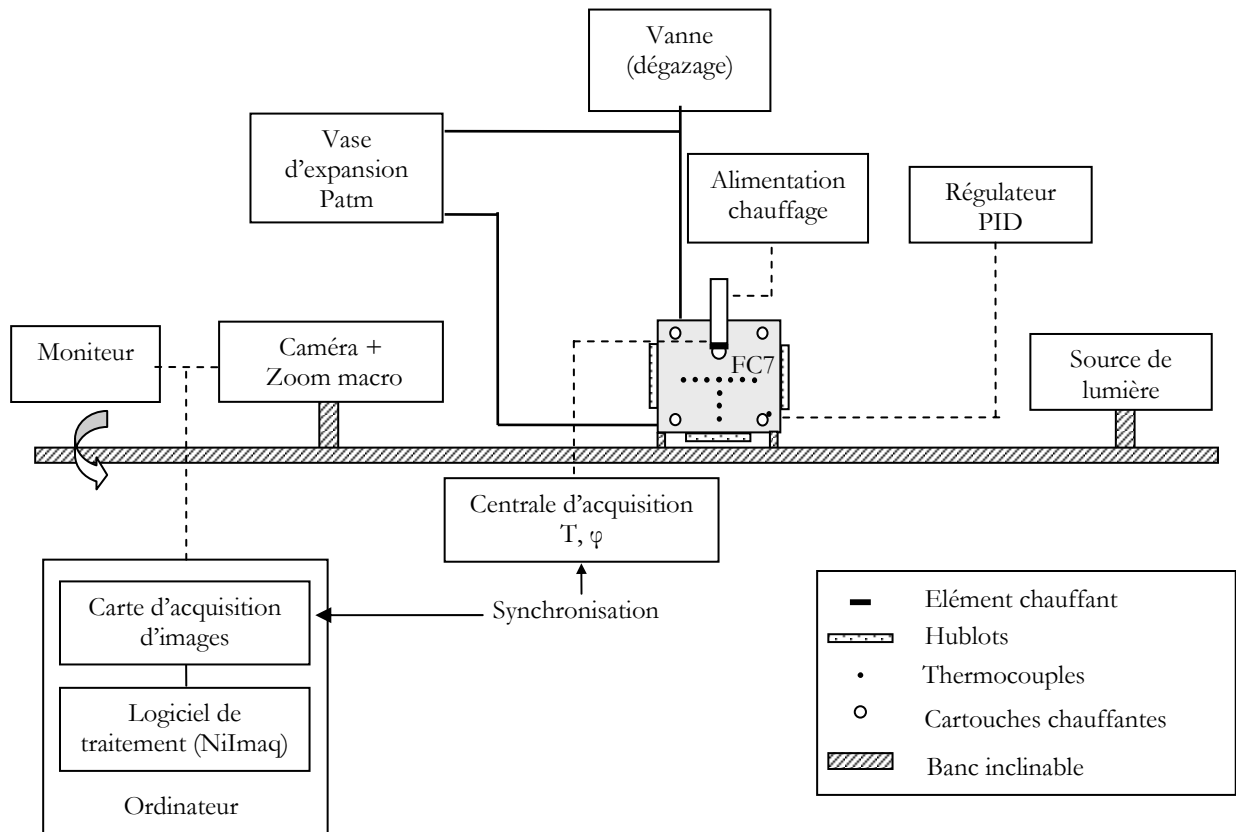 Vanne
(dégazage)
Vase
d'expansion
Patm
Alimentation
chauffage
Régulateur
PID
Moniteur
Caméra +
Zoom macro
FC7
Source de
lumière
Centrale d'acquisition
T, φ
Synchronisation
Carte d'acquisition
d'images
Logiciel de
traitement (NiImaq)
Ordinateur
Elément chauffant
Hublots
Thermocouples
Cartouches chauffantes
Banc inclinable